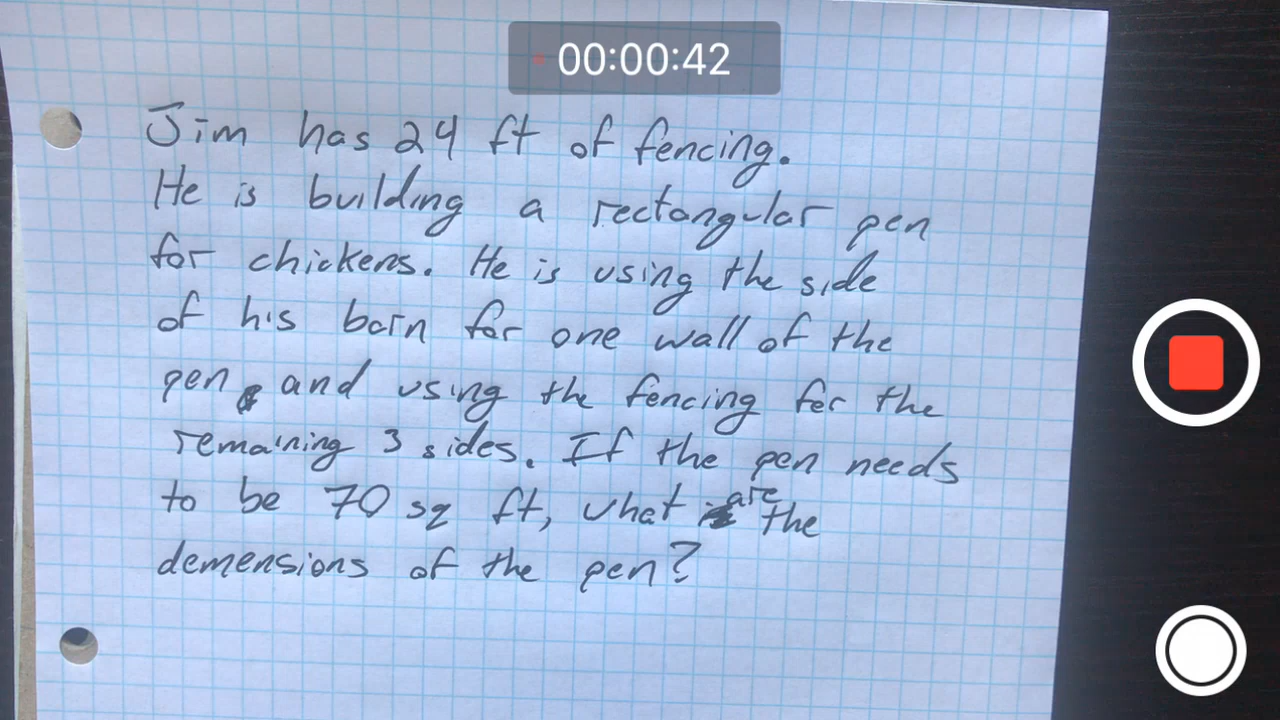 00:00:42
Jim has 24 ft of fencing.
He is building a rectangular pen
for chickens. He is using the side
of his barn for one wall of the
pen, and using the fencing for the
remaining 3 sides. If the pen needs
to be 70 sq ft, what are the
demensions of the pen?